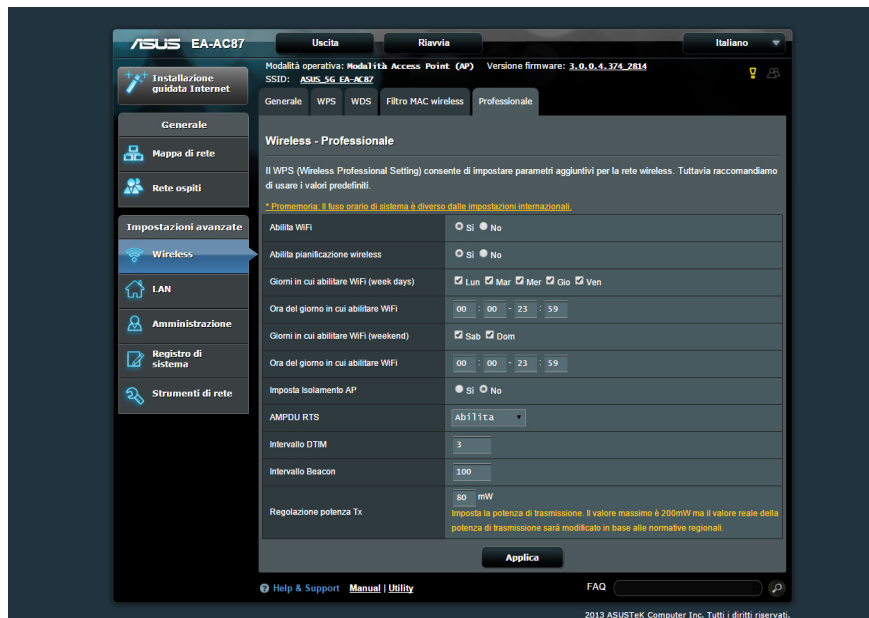 ASUS EA-AC87
Uscita
Riavvia
Italiano
Modalità operativa: Modalità Access Point (AP) Versione firmware: 3.0.0.4.374_2814
SSID: ASUS_5G_EA-AC87
Installazione guidata Internet
Generale
Mappa di rete
Rete ospiti
Impostazioni avanzate
Wireless
LAN
Amministrazione
Registro di sistema
Strumenti di rete
Generale WPS WDS Filtro MAC wireless Professionale
Wireless - Professionale
Il WPS (Wireless Professional Setting) consente di impostare parametri aggiuntivi per la rete wireless. Tuttavia raccomandiamo
di usare i valori predefiniti.
* Promemoria: Il fuso orario di sistema è diverso dalle impostazioni internazionali.
Abilita WiFi Sì No
Abilita pianificazione wireless Sì No
Giorni in cui abilitare WiFi (week days) Lun Mar Mer Gio Ven
Ora del giorno in cui abilitare WiFi 00 : 00 - 23 : 59
Giorni in cui abilitare WiFi (weekend) Sab Dom
Ora del giorno in cui abilitare WiFi 00 : 00 - 23 : 59
Imposta Isolamento AP Sì No
AMPDU RTS Abilita
Intervallo DTIM 3
Intervallo Beacon 100
Regolazione potenza Tx 80 mW
Imposta la potenza di trasmissione. Il valore massimo è 200mW ma il valore reale della
potenza di trasmissione sarà modificato in base alle normative regionali.
Applica
Help & Support Manual | Utility FAQ
2013 ASUSTeK Computer Inc. Tutti i diritti riservati.